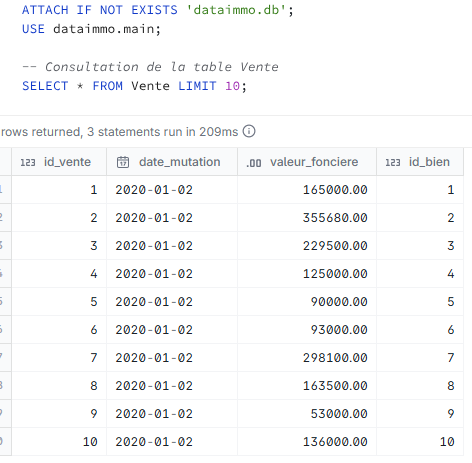 ATTACH IF NOT EXISTS 'dataimmo.db';
USE dataimmo.main;
-- Consultation de la table Vente
SELECT * FROM Vente LIMIT 10;
rows returned, 3 statements run in 209ms
123 id_vente date_mutation .00 valeur_fonciere 123 id_bien
1 2020-01-02 165000.00 1
2 2020-01-02 355680.00 2
3 2020-01-02 229500.00 3
4 2020-01-02 125000.00 4
5 2020-01-02 90000.00 5
6 2020-01-02 93000.00 6
7 2020-01-02 298100.00 7
8 2020-01-02 163500.00 8
9 2020-01-02 53000.00 9
10 2020-01-02 136000.00 10